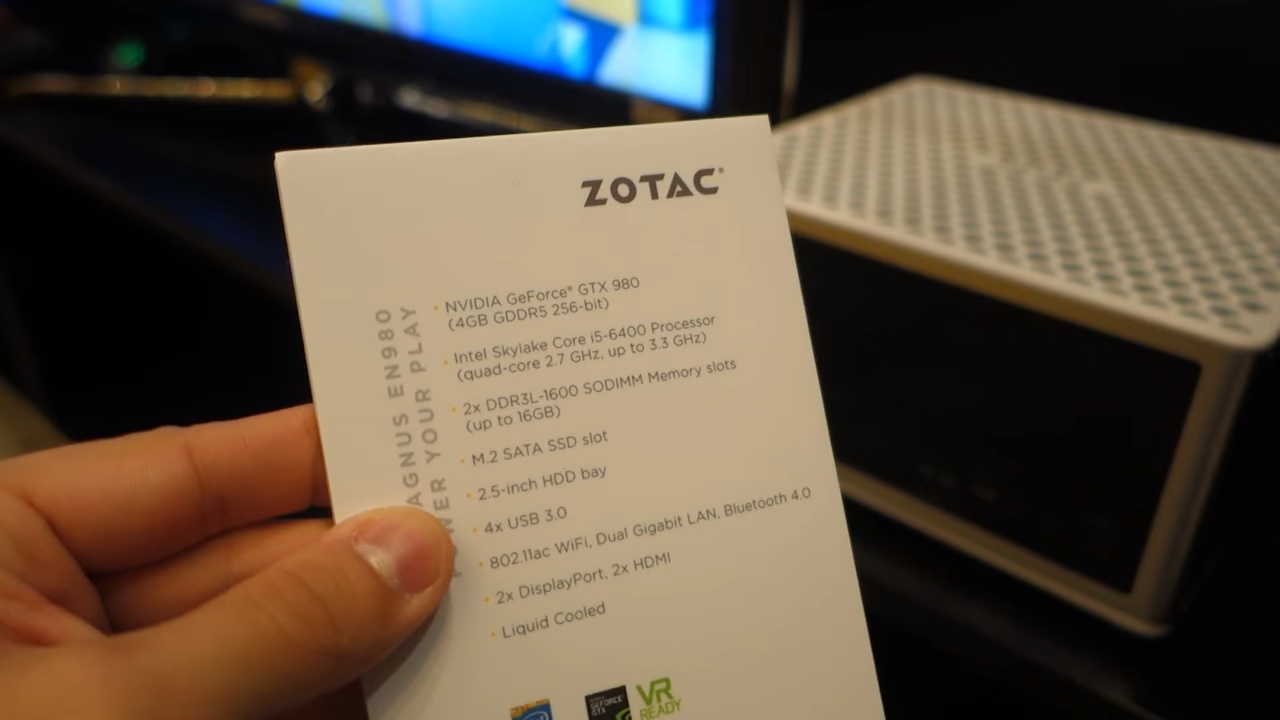 ZOTAC
AGNUS EN980
WER YOUR PLAY
NVIDIA GeForce® GTX 980
(4GB GDDR5 256-bit)
Intel Skylake Core i5-6400 Processor
(quad-core 2.7 GHz, up to 3.3 GHz)
2x DDR3L-1600 SODIMM Memory slots
(up to 16GB)
M.2 SATA SSD slot
2.5-inch HDD bay
4x USB 3.0
802.11ac WiFi, Dual Gigabit LAN, Bluetooth 4.0
2x DisplayPort, 2x HDMI
Liquid Cooled
GEFORCE
GTX
VR
READY